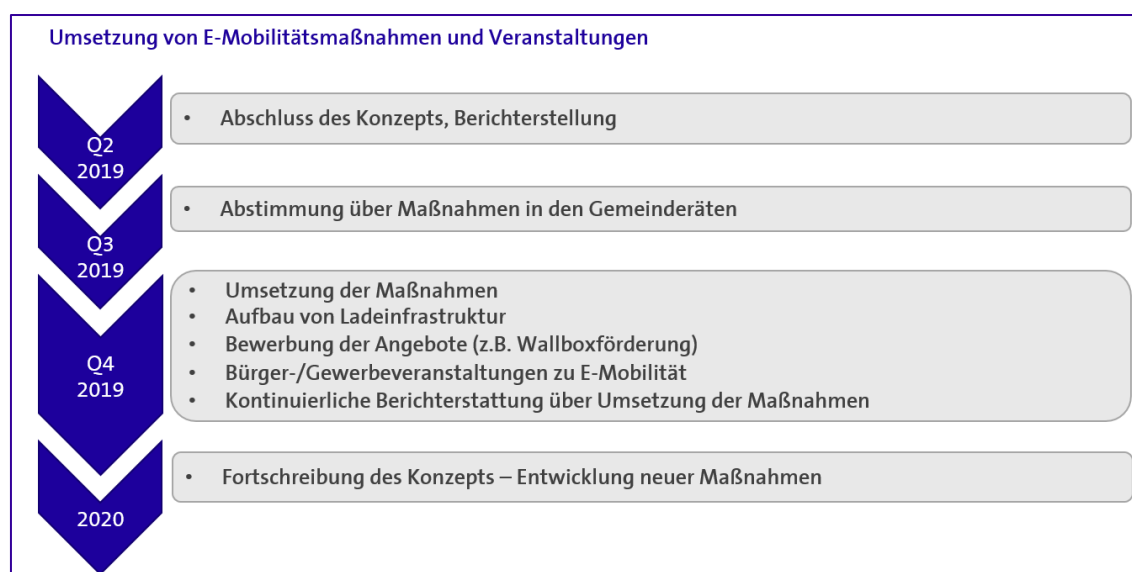 Umsetzung von E-Mobilitätsmaßnahmen und Veranstaltungen
Q2
2019
• Abschluss des Konzepts, Berichterstellung
Q3
2019
• Abstimmung über Maßnahmen in den Gemeinderäten
Q4
2019
• Umsetzung der Maßnahmen
• Aufbau von Ladeinfrastruktur
• Bewerbung der Angebote (z.B. Wallboxförderung)
• Bürger-/Gewerbeveranstaltungen zu E-Mobilität
• Kontinuierliche Berichterstattung über Umsetzung der Maßnahmen
2020
• Fortschreibung des Konzepts – Entwicklung neuer Maßnahmen